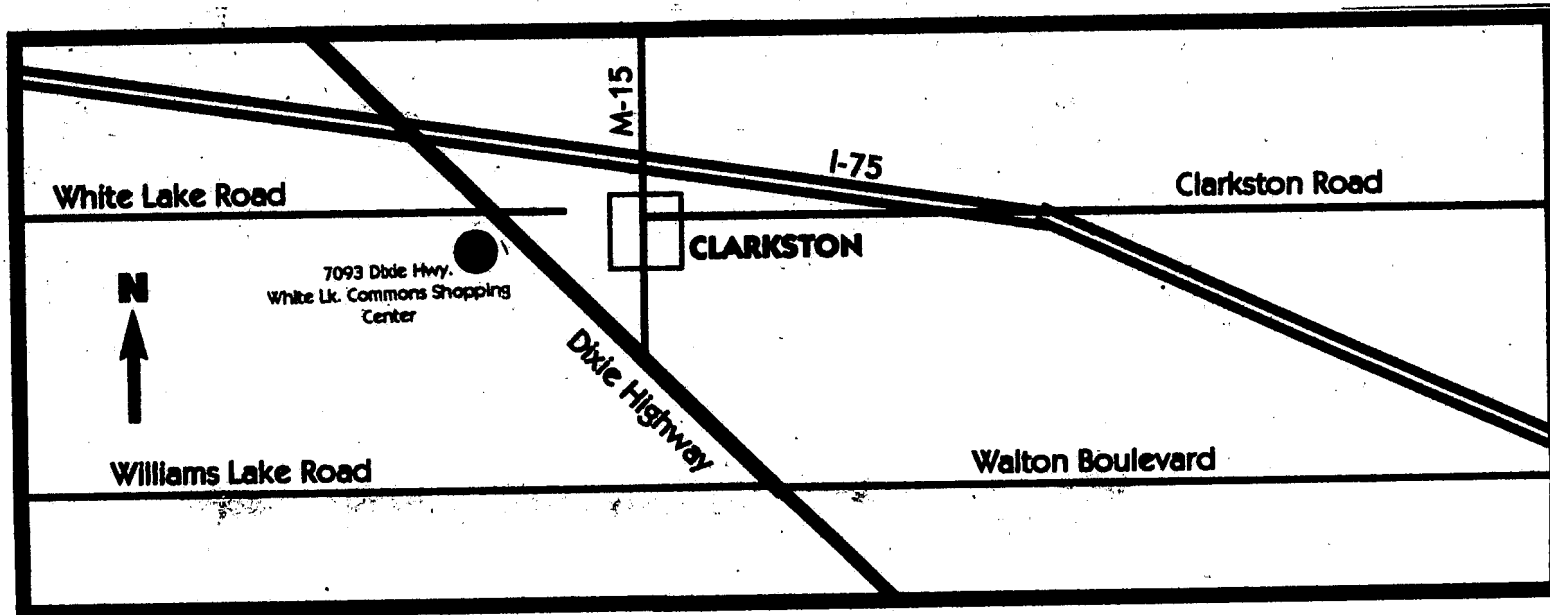 M-15
I-75
White Lake Road
Clarkston Road
CLARKSTON
7093 Dixie Hwy.
White Lk. Commons Shopping
Center
N
Dixie Highway
Williams Lake Road
Walton Boulevard